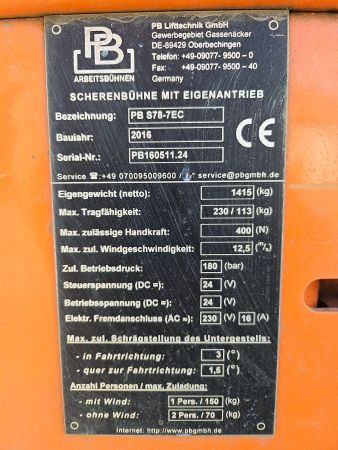 PB
ARBEITSBÜHNEN
PB Lifttechnik GmbH
Gewerbegebiet Gassenäcker
DE-89429 Oberbechingen
Telefon: +49-09077- 9500 – 0
Fax: +49-09077- 9500 – 40
Germany
SCHERENBÜHNE MIT EIGENANTRIEB
Bezeichnung: PB S78-7EC
Baujahr: 2016
CE
Serial-Nr.: PB160511.24
Service ☎:+49 070095009600 / service@pbgmbh.de
Eigengewicht (netto): 1415 (kg)
Max. Tragfähigkeit: 230 / 113 (kg)
Max. zulässige Handkraft: 400 (N)
Max. zul. Windgeschwindigkeit: 12,5 (m/s)
Zul. Betriebsdruck: 180 (bar)
Steuerspannung (DC =): 24 (V)
Betriebsspannung (DC =): 24 (V)
Elektr. Fremdanschluss (AC ≈): 230 (V) 16 (A)
Max. zul. Schrägstellung des Untergestells:
- in Fahrtrichtung: 3 (°)
- quer zur Fahrtrichtung: 1,5 (°)
Anzahl Personen / max. Zuladung:
- mit Wind: 1 Pers. / 150 (kg)
- ohne Wind: 2 Pers. / 70 (kg)
Internet: http://www.pbgmbh.de